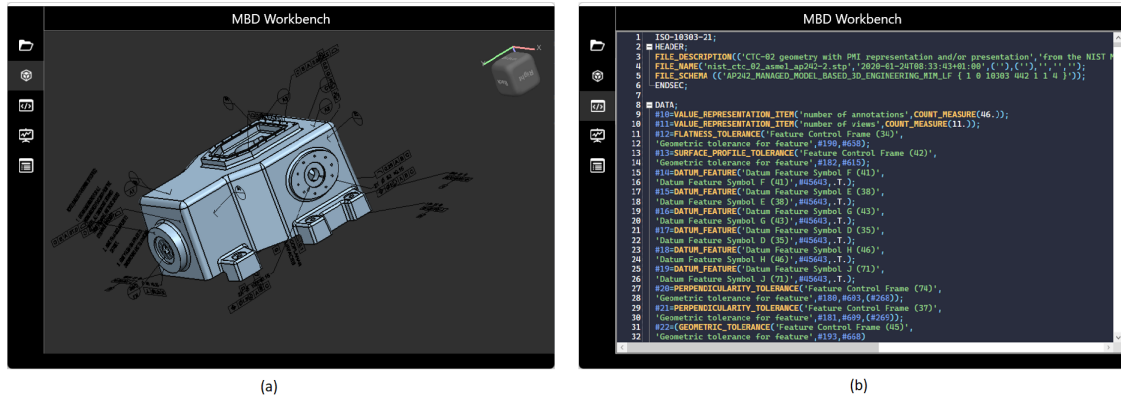 MBD Workbench
X
Right
(a)
MBD Workbench
1 ISO-10303-21;
2 HEADER;
3 FILE_DESCRIPTION(('CTC-02 geometry with PMI representation and/or presentation','from the NIST M
4 FILE_NAME('nist_ctc_02_asme1_ap242-2.stp','2020-01-24T08:33:43+01:00',(''),(''),'','','');
5 FILE_SCHEMA (('AP242_MANAGED_MODEL_BASED_3D_ENGINEERING_MIM_LF { 1 0 10303 442 1 1 4 }'));
6 ENDSEC;
7
8 DATA;
9 #10=VALUE_REPRESENTATION_ITEM('number of annotations',COUNT_MEASURE(46.));
10 #11=VALUE_REPRESENTATION_ITEM('number of views',COUNT_MEASURE(11.));
11 #12=FLATNESS_TOLERANCE('Feature Control Frame (34)',
12 'Geometric tolerance for feature',#190,#658);
13 #13=SURFACE_PROFILE_TOLERANCE('Feature Control Frame (42)',
14 'Geometric tolerance for feature',#182,#615);
15 #14=DATUM_FEATURE('Datum Feature Symbol F (41)',
16 'Datum Feature Symbol F (41)',#45643,.T.);
17 #15=DATUM_FEATURE('Datum Feature Symbol E (38)',
18 'Datum Feature Symbol E (38)',#45643,.T.);
19 #16=DATUM_FEATURE('Datum Feature Symbol G (43)',
20 'Datum Feature Symbol G (43)',#45643,.T.);
21 #17=DATUM_FEATURE('Datum Feature Symbol D (35)',
22 'Datum Feature Symbol D (35)',#45643,.T.);
23 #18=DATUM_FEATURE('Datum Feature Symbol H (46)',
24 'Datum Feature Symbol H (46)',#45643,.T.);
25 #19=DATUM_FEATURE('Datum Feature Symbol J (71)',
26 'Datum Feature Symbol J (71)',#45643,.T.);
27 #20=PERPENDICULARITY_TOLERANCE('Feature Control Frame (74)',
28 'Geometric tolerance for feature',#180,#603,(#268));
29 #21=PERPENDICULARITY_TOLERANCE('Feature Control Frame (37)',
30 'Geometric tolerance for feature',#181,#609,(#269));
31 #22=(GEOMETRIC_TOLERANCE('Feature Control Frame (45)',
32 'Geometric tolerance for feature',#193,#668)
(b)